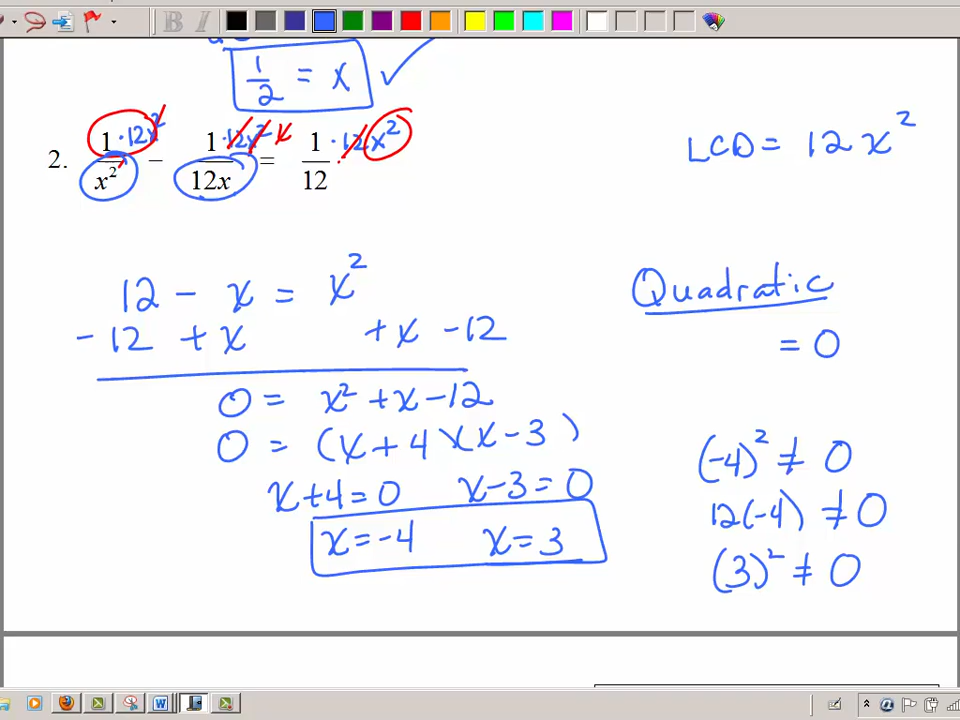 1/2 = x ✓
2. 1·12x²/x² − 1·12x² x/12x = 1·12x²/12
LCD = 12x²
12 − x = x²
−12 + x +x −12
0 = x² + x − 12
0 = (x + 4)(x − 3)
x + 4 = 0 x − 3 = 0
x = −4 x = 3
Quadratic
= 0
(−4)² ≠ 0
12(−4) ≠ 0
(3)² ≠ 0